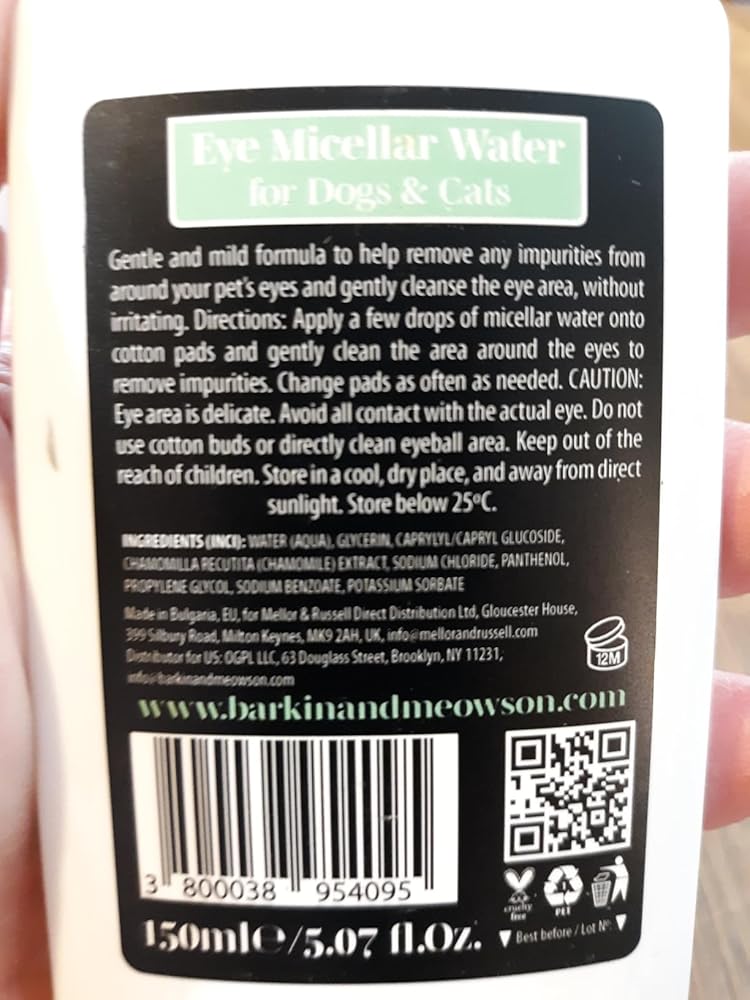 Eye Micellar Water
for Dogs & Cats
Gentle and mild formula to help remove any impurities from
around your pet's eyes and gently cleanse the eye area, without
irritating. Directions: Apply a few drops of micellar water onto
cotton pads and gently clean the area around the eyes to
remove impurities. Change pads as often as needed. CAUTION:
Eye area is delicate. Avoid all contact with the actual eye. Do not
use cotton buds or directly clean eyeball area. Keep out of the
reach of children. Store in a cool, dry place, and away from direct
sunlight. Store below 25ºC.
INGREDIENTS (INCI): WATER (AQUA), GLYCERIN, CAPRYLYL/CAPRYL GLUCOSIDE,
CHAMOMILLA RECUTITA (CHAMOMILE) EXTRACT, SODIUM CHLORIDE, PANTHENOL,
PROPYLENE GLYCOL, SODIUM BENZOATE, POTASSIUM SORBATE
Made in Bulgaria, EU, for Mellor & Russell Direct Distribution Ltd, Gloucester House,
399 Silbury Road, Milton Keynes, MK9 2AH, UK, info@mellorandrussell.com
Distributor for US: OGPL LLC, 63 Douglass Street, Brooklyn, NY 11231,
info@barkinandmeowson.com
12M
www.barkinandmeowson.com
3 800038 954095
cruelty
free
1
PET
150ml℮/5.07 fl.Oz.
▼ Best before / Lot №: ▼